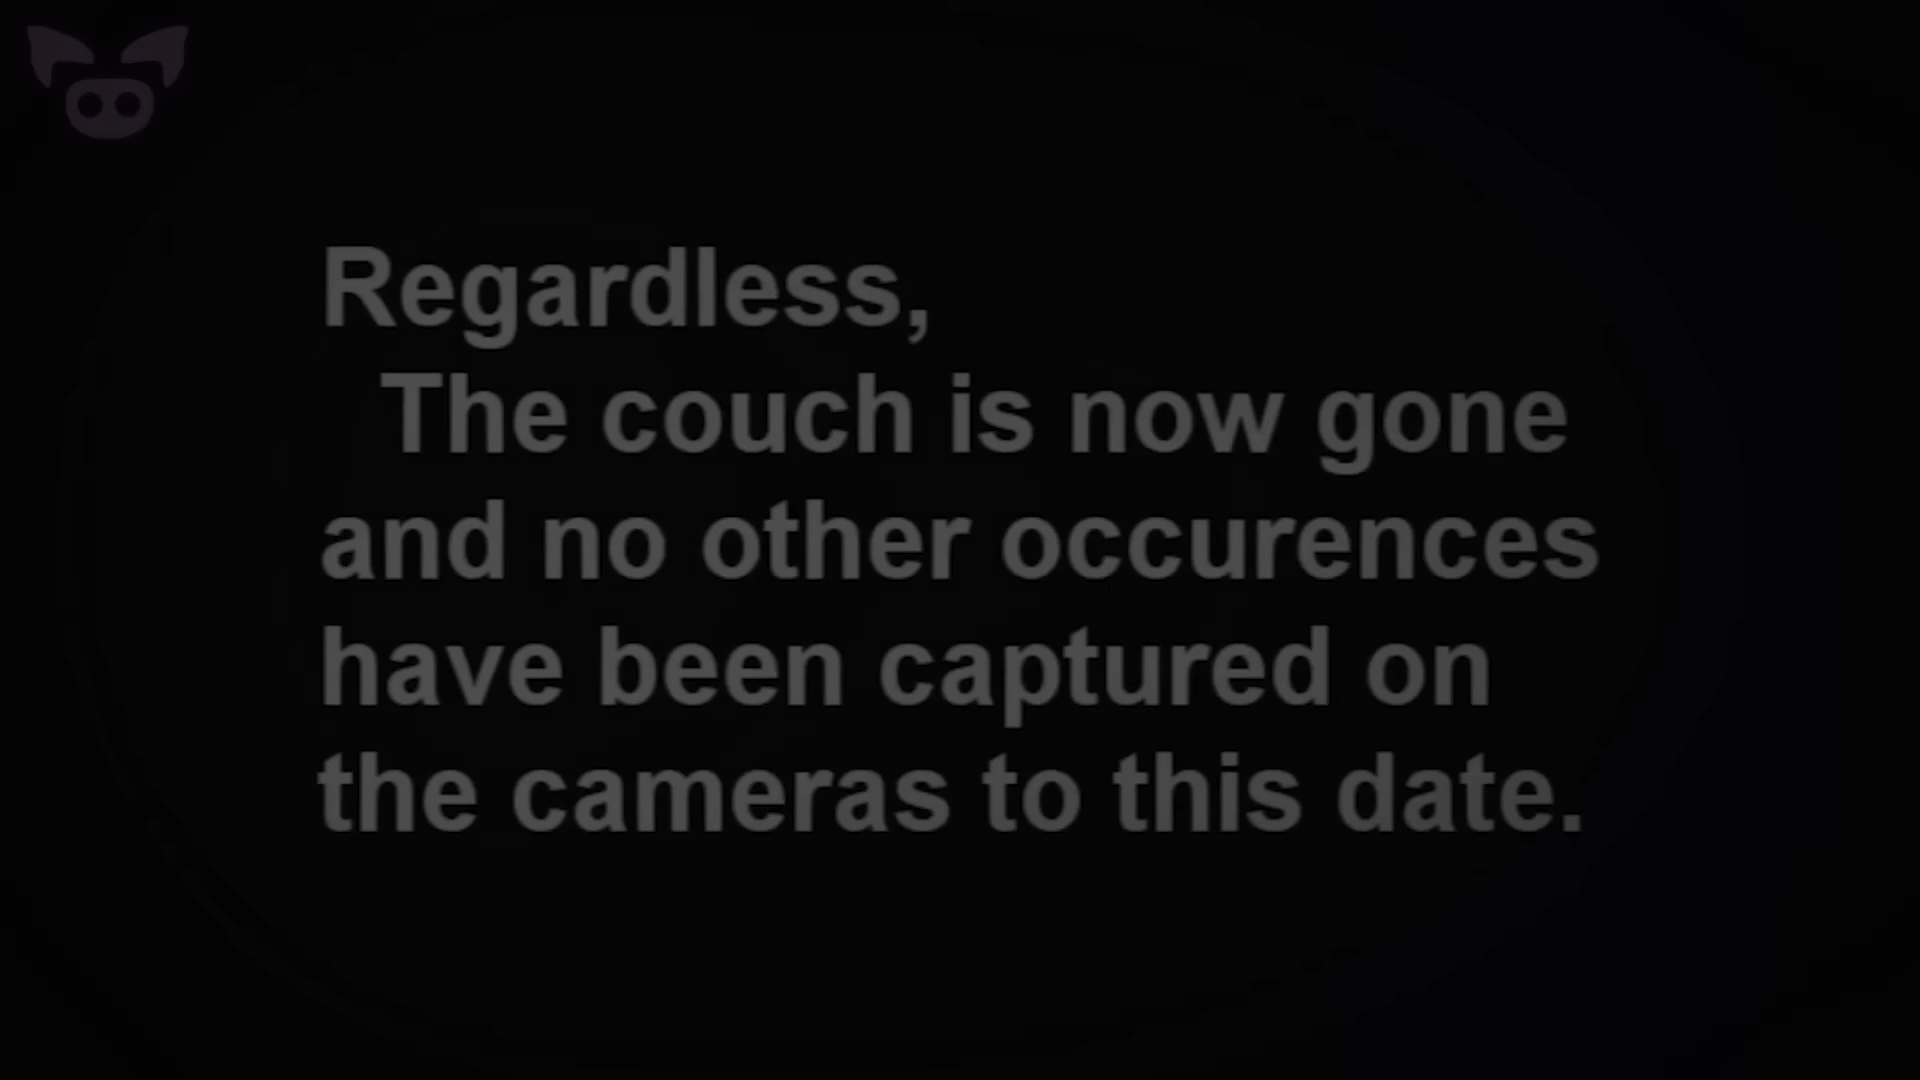 Regardless,
The couch is now gone
and no other occurences
have been captured on
the cameras to this date.